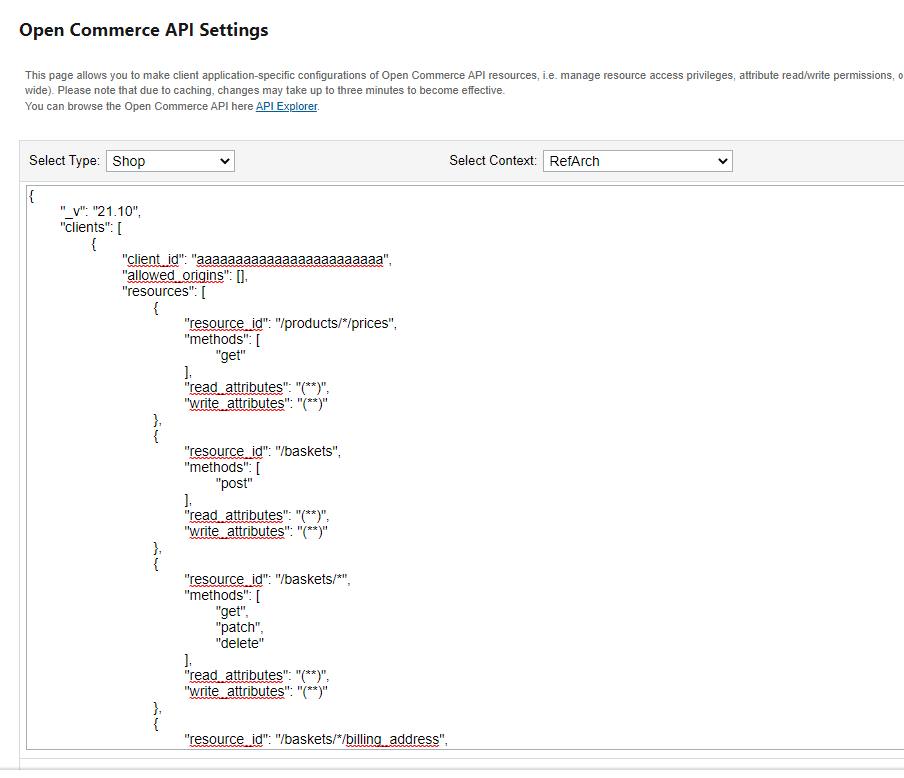 Open Commerce API Settings
This page allows you to make client application-specific configurations of Open Commerce API resources, i.e. manage resource access privileges, attribute read/write permissions, o
wide). Please note that due to caching, changes may take up to three minutes to become effective.
You can browse the Open Commerce API here API Explorer.
Select Type: Shop Select Context: RefArch
{
"_v": "21.10",
"clients": [
{
"client_id": "aaaaaaaaaaaaaaaaaaaaaaaa",
"allowed_origins": [],
"resources": [
{
"resource_id": "/products/*/prices",
"methods": [
"get"
],
"read_attributes": "(**)",
"write_attributes": "(**)"
},
{
"resource_id": "/baskets",
"methods": [
"post"
],
"read_attributes": "(**)",
"write_attributes": "(**)"
},
{
"resource_id": "/baskets/*",
"methods": [
"get",
"patch",
"delete"
],
"read_attributes": "(**)",
"write_attributes": "(**)"
},
{
"resource_id": "/baskets/*/billing_address",